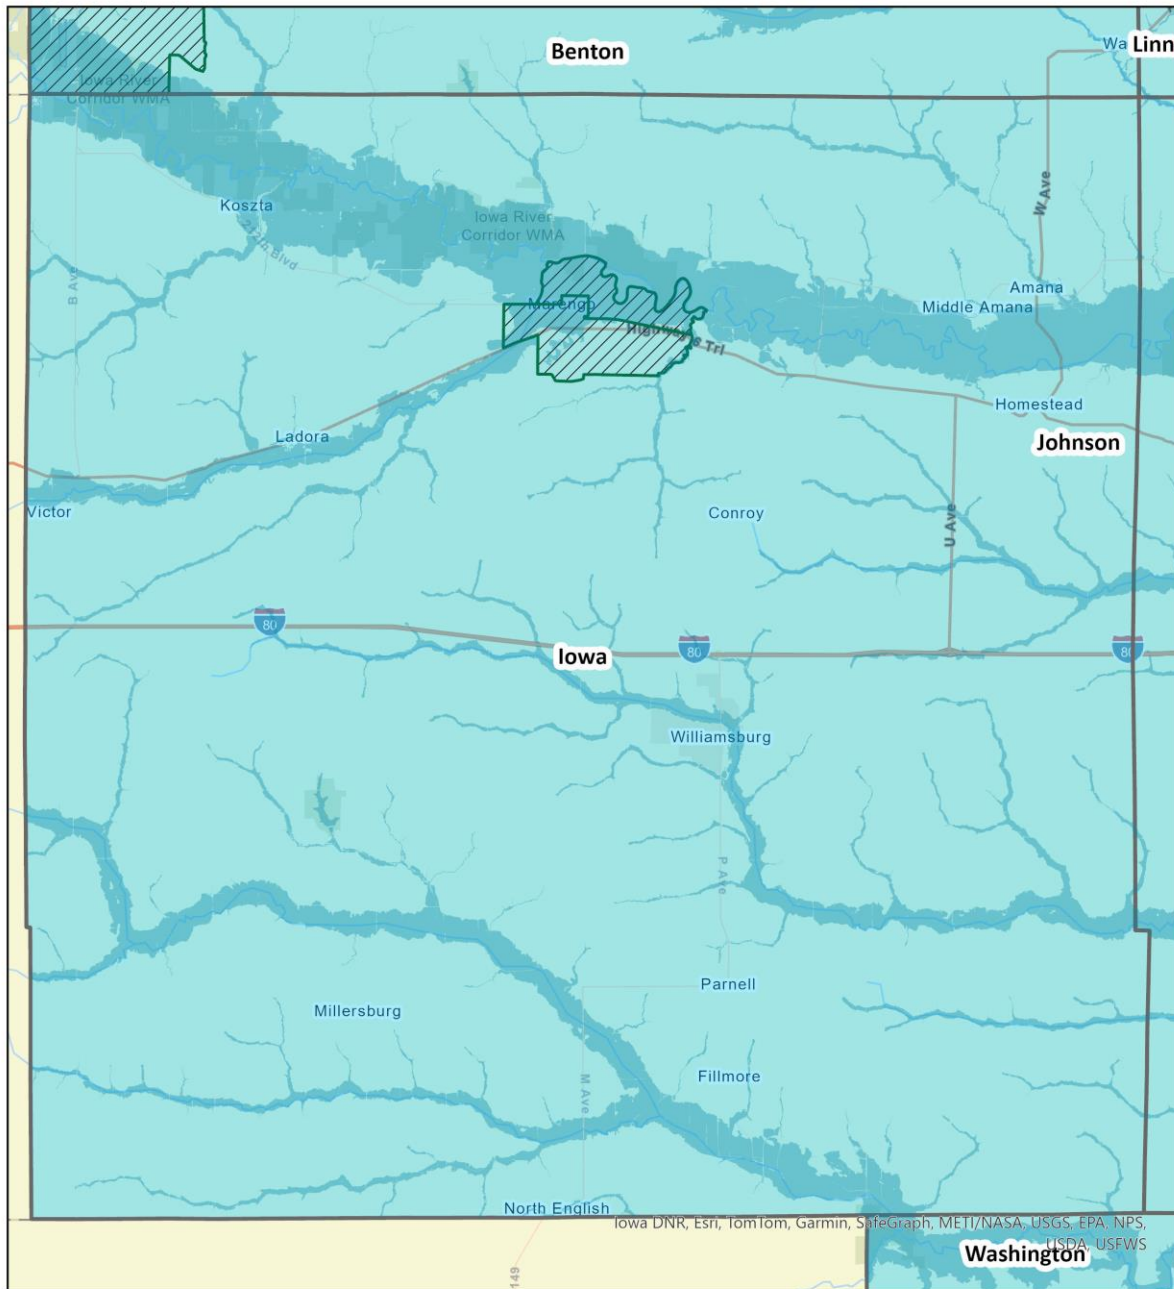 Benton
Linn
Wa
Iowa River
Corridor WMA
W Ave
Koszta
Iowa River
Corridor WMA
212th Blvd
B Ave
Amana
Middle Amana
Marengo
Highway 6 Trl
Homestead
Ladora
Johnson
Victor
Conroy
U Ave
80
80
80
Iowa
Williamsburg
P Ave
Parnell
Millersburg
Fillmore
M Ave
North English
Iowa DNR, Esri, TomTom, Garmin, SafeGraph, METI/NASA, USGS, EPA, NPS,
USDA, USFWS
Washington
149